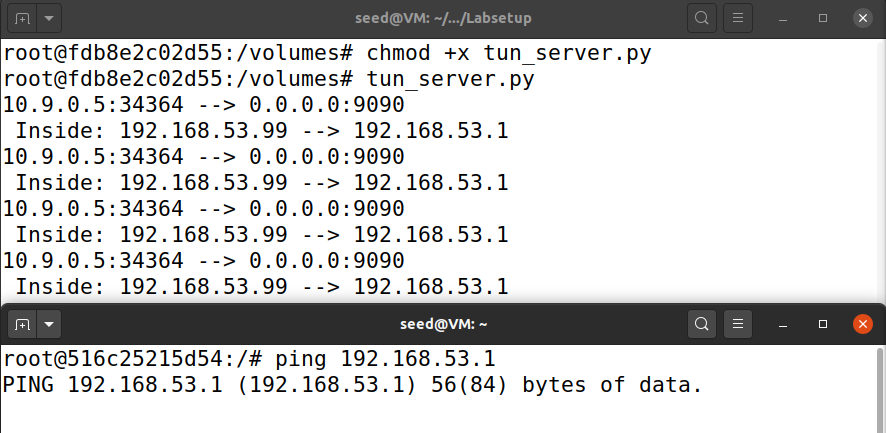 seed@VM: ~/.../Labsetup
root@fdb8e2c02d55:/volumes# chmod +x tun_server.py
root@fdb8e2c02d55:/volumes# tun_server.py
10.9.0.5:34364 --> 0.0.0.0:9090
 Inside: 192.168.53.99 --> 192.168.53.1
10.9.0.5:34364 --> 0.0.0.0:9090
 Inside: 192.168.53.99 --> 192.168.53.1
10.9.0.5:34364 --> 0.0.0.0:9090
 Inside: 192.168.53.99 --> 192.168.53.1
10.9.0.5:34364 --> 0.0.0.0:9090
 Inside: 192.168.53.99 --> 192.168.53.1
seed@VM: ~
root@516c25215d54:/# ping 192.168.53.1
PING 192.168.53.1 (192.168.53.1) 56(84) bytes of data.